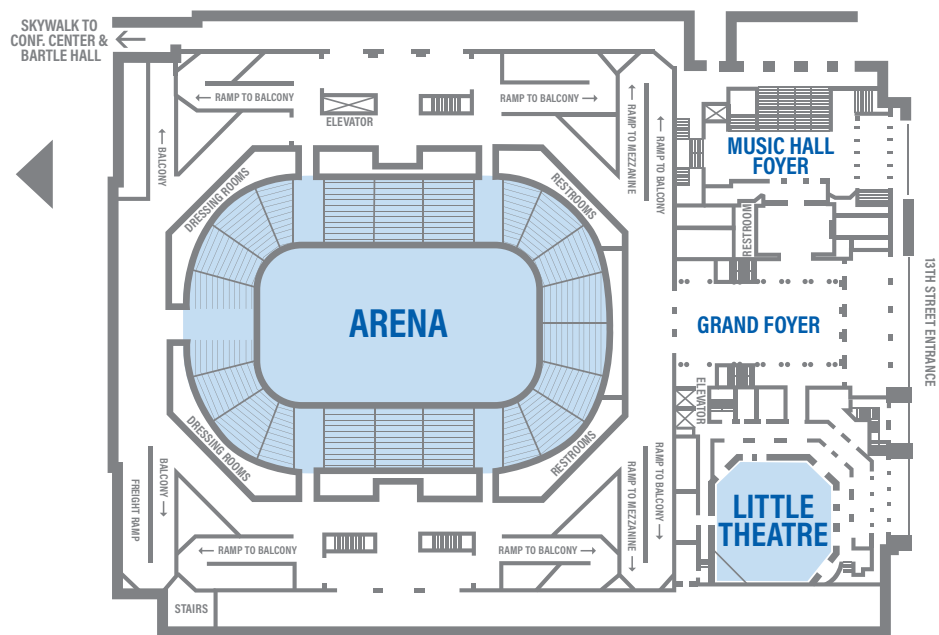 SKYWALK TO
CONF. CENTER &
BARTLE HALL
← RAMP TO BALCONY
RAMP TO BALCONY →
ELEVATOR
← BALCONY
RAMP TO MEZZANINE →
RAMP TO BALCONY →
DRESSING ROOMS
RESTROOMS
MUSIC HALL
FOYER
RESTROOM
ARENA
GRAND FOYER
13TH STREET ENTRANCE
ELEVATOR
DRESSING ROOMS
RESTROOMS
FREIGHT RAMP
BALCONY →
← RAMP TO MEZZANINE
← RAMP TO BALCONY
LITTLE
THEATRE
← RAMP TO BALCONY
RAMP TO BALCONY →
STAIRS